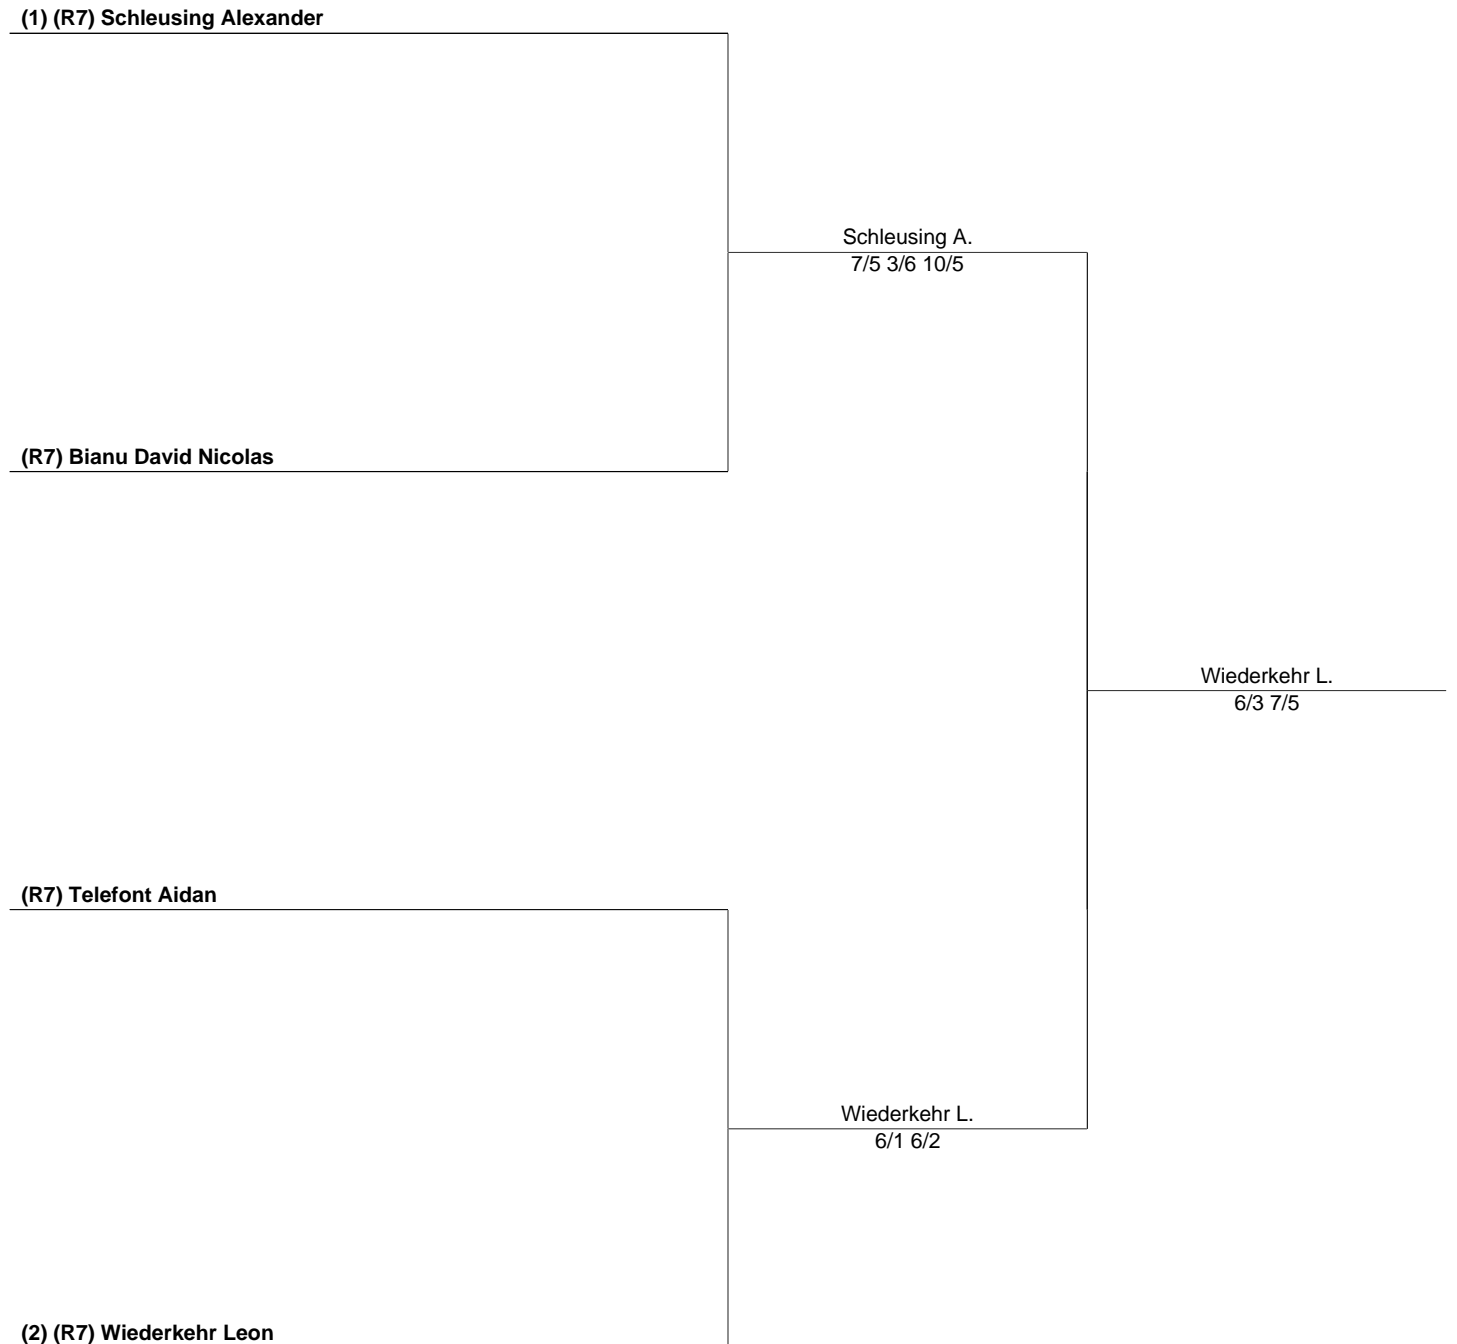 (1) (R7) Schleusing Alexander
Schleusing A.
7/5 3/6 10/5
(R7) Bianu David Nicolas
Wiederkehr L.
6/3 7/5
(R7) Telefont Aidan
Wiederkehr L.
6/1 6/2
(2) (R7) Wiederkehr Leon